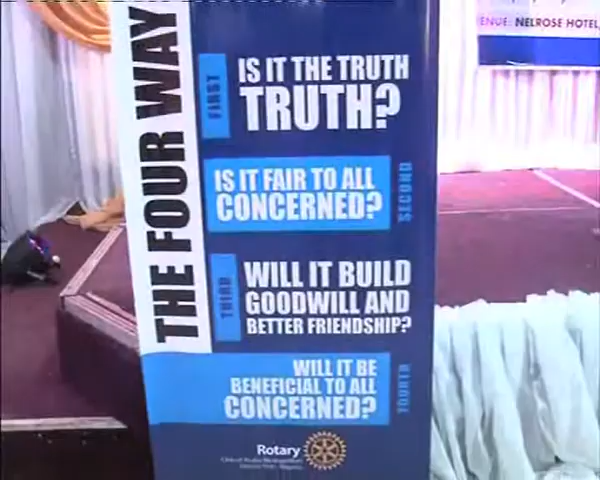 VENUE: NELROSE HOTEL,
THE FOUR WAY
FIRST
IS IT THE TRUTH
TRUTH?
IS IT FAIR TO ALL
CONCERNED?
SECOND
THIRD
WILL IT BUILD
GOODWILL AND
BETTER FRIENDSHIP?
WILL IT BE
BENEFICIAL TO ALL
CONCERNED?
FOURTH
Rotary